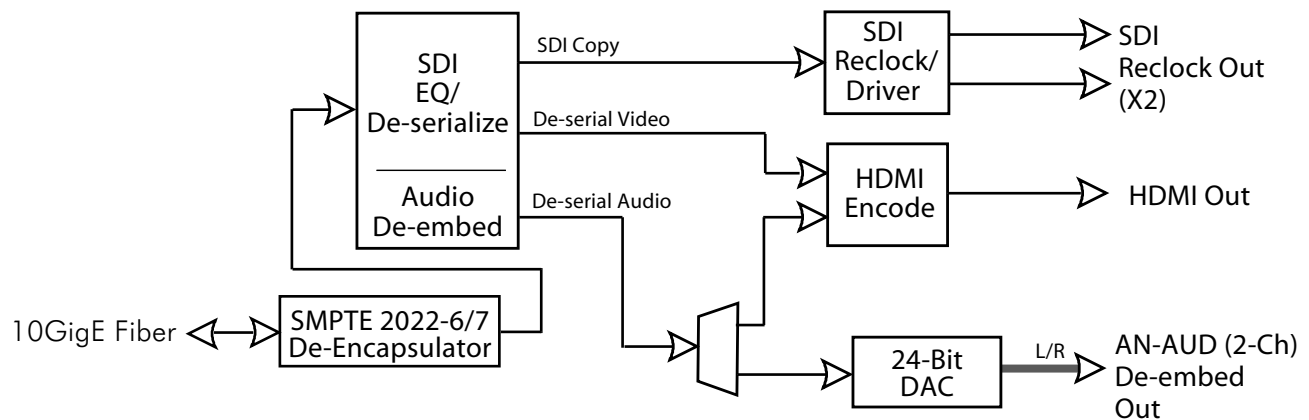 SDI
EQ/
De-serialize
Audio
De-embed
SDI Copy
De-serial Video
De-serial Audio
SDI
Reclock/
Driver
SDI
Reclock Out
(X2)
HDMI
Encode
HDMI Out
10GigE Fiber
SMPTE 2022-6/7
De-Encapsulator
24-Bit
DAC
L/R
AN-AUD (2-Ch)
De-embed
Out